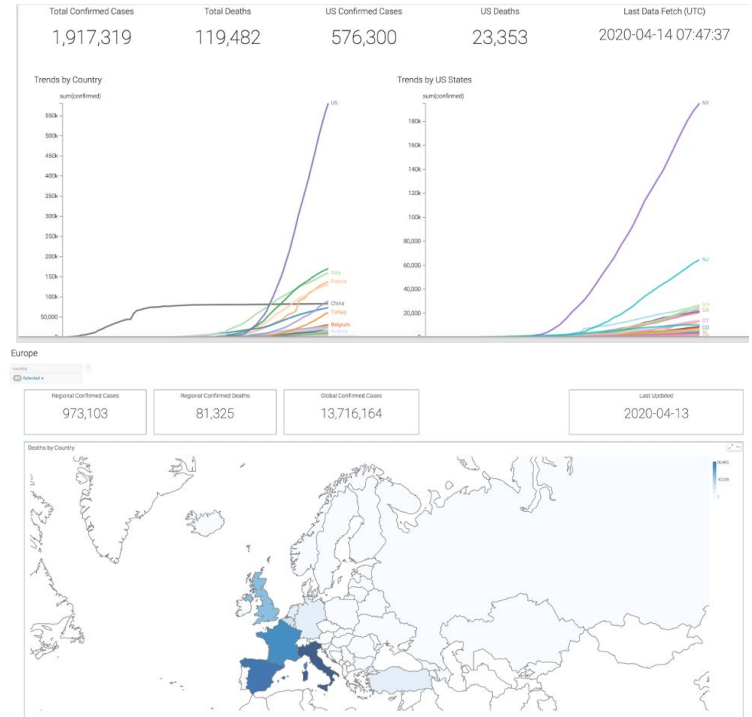 Total Confirmed Cases Total Deaths US Confirmed Cases US Deaths Last Data Fetch (UTC)
1,917,319 119,482 576,300 23,353 2020-04-14 07:47:37
Trends by Country Trends by US States
sum(confirmed) sum(confirmed)
550k
500k
450k
400k
350k
300k
250k
200k
150k
100k
50,000
0
US
Italy
France
China
Turkey
Belgium
180k
160k
140k
120k
100k
80,000
60,000
40,000
20,000
0
NY
NJ
CA
CT
CO
AL
Europe
country
Selected
Regional Confirmed Cases Regional Confirmed Deaths Global Confirmed Cases Last Updated
973,103 81,325 13,716,164 2020-04-13
Deaths by Country